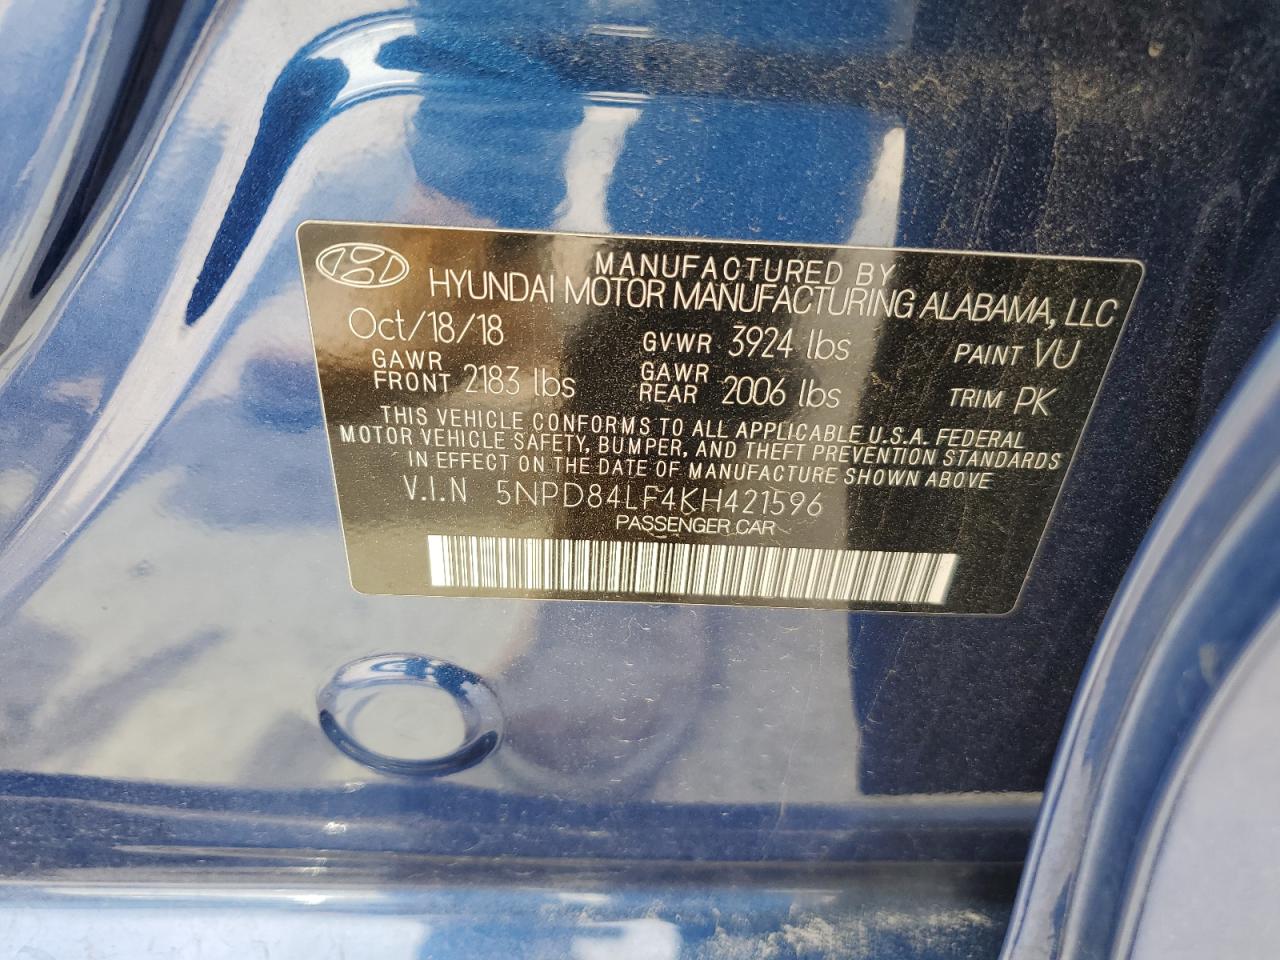 MANUFACTURED BY
HYUNDAI MOTOR MANUFACTURING ALABAMA, LLC
Oct/18/18 GVWR 3924 lbs PAINT VU
GAWR FRONT 2183 lbs GAWR REAR 2006 lbs TRIM PK
THIS VEHICLE CONFORMS TO ALL APPLICABLE U.S.A. FEDERAL
MOTOR VEHICLE SAFETY, BUMPER, AND THEFT PREVENTION STANDARDS
IN EFFECT ON THE DATE OF MANUFACTURE SHOWN ABOVE
V.I.N 5NPD84LF4KH421596
PASSENGER CAR